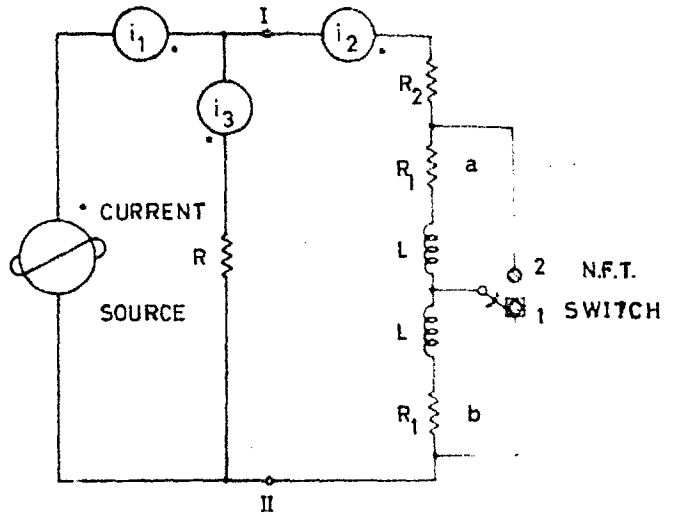 I
i1
i2
i3
R2
R1
a
CURRENT
R
L
2 N.F.T.
SOURCE
1 SWITCH
L
R1
b
II